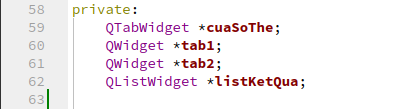 58 private:
59     QTabWidget *cuaSoThe;
60     QWidget *tab1;
61     QWidget *tab2;
62     QListWidget *listKetQua;
63